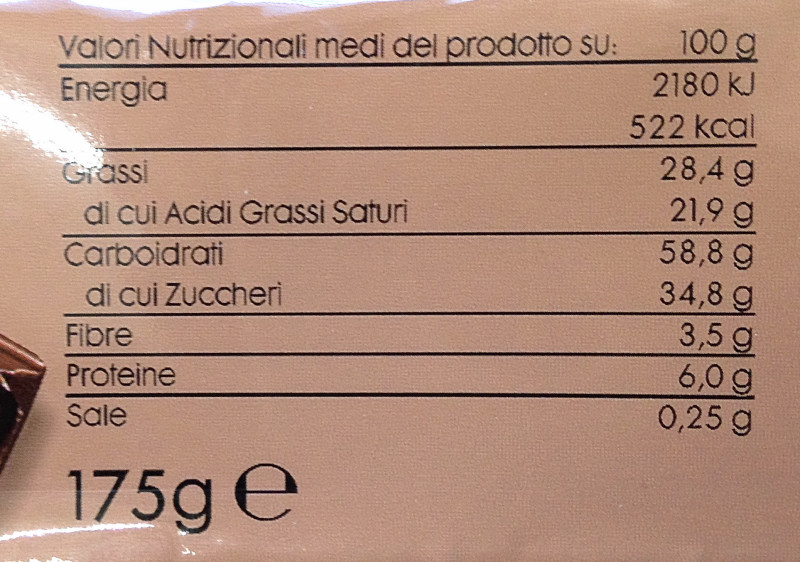 Valori Nutrizionali medi del prodotto su: 100 g
Energia 2180 kJ
522 kcal
Grassi 28,4 g
di cui Acidi Grassi Saturi 21,9 g
Carboidrati 58,8 g
di cui Zuccheri 34,8 g
Fibre 3,5 g
Proteine 6,0 g
Sale 0,25 g
175g ℮